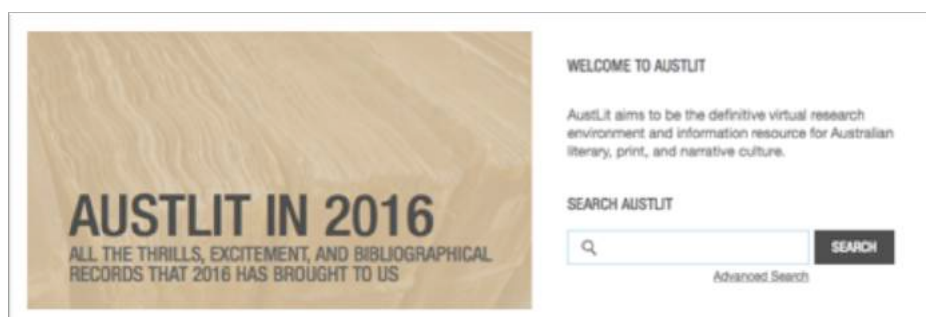 AUSTLIT IN 2016
ALL THE THRILLS, EXCITEMENT, AND BIBLIOGRAPHICAL
RECORDS THAT 2016 HAS BROUGHT TO US
WELCOME TO AUSTLIT
AustLit aims to be the definitive virtual research
environment and information resource for Australian
literary, print, and narrative culture.
SEARCH AUSTLIT
SEARCH
Advanced Search